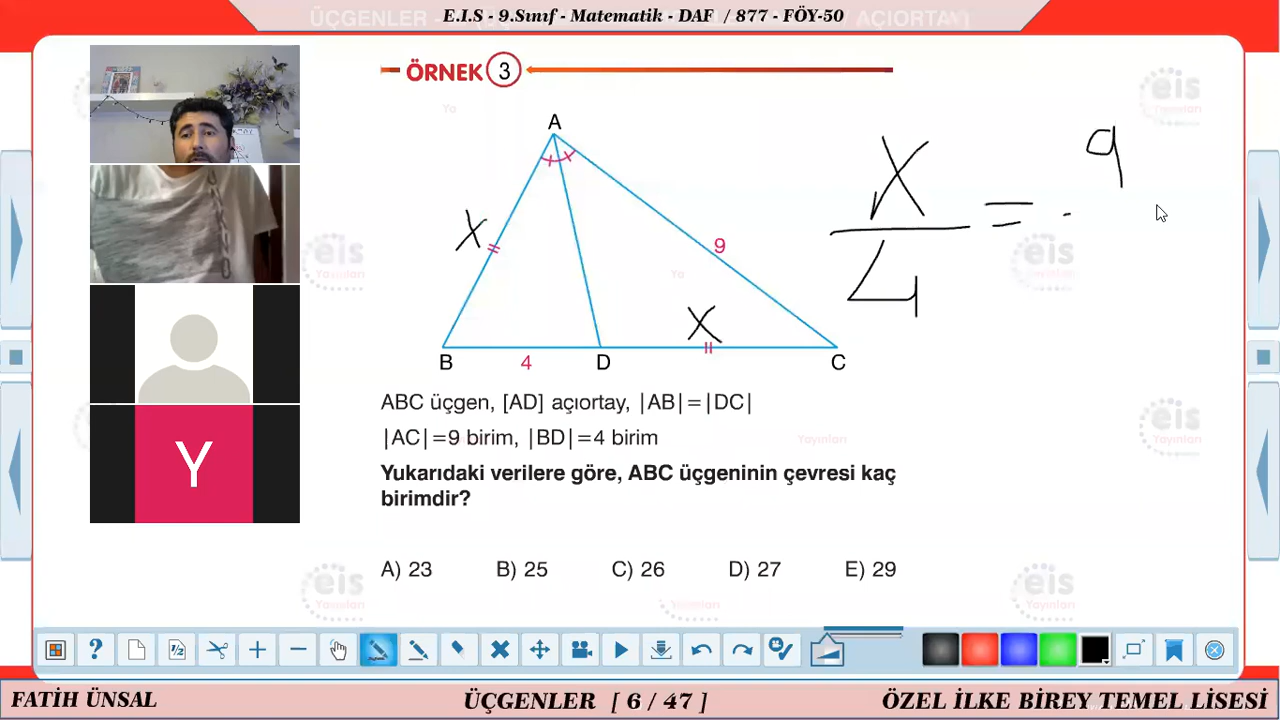 ÜÇGENLER
AÇIORTAY
E.I.S - 9.Sınıf - Matematik - DAF / 877 - FÖY-50
ÖRNEK 3
A
X
9
X
B
4
D
C
X
4
=
9
ABC üçgen, [AD] açıortay, |AB|=|DC|
|AC|=9 birim, |BD|=4 birim
Yukarıdaki verilere göre, ABC üçgeninin çevresi kaç
birimdir?
A) 23 B) 25 C) 26 D) 27 E) 29
Y
eis
Yayınları
FATİH ÜNSAL ÜÇGENLER [ 6 / 47 ] ÖZEL İLKE BİREY TEMEL LİSESİ